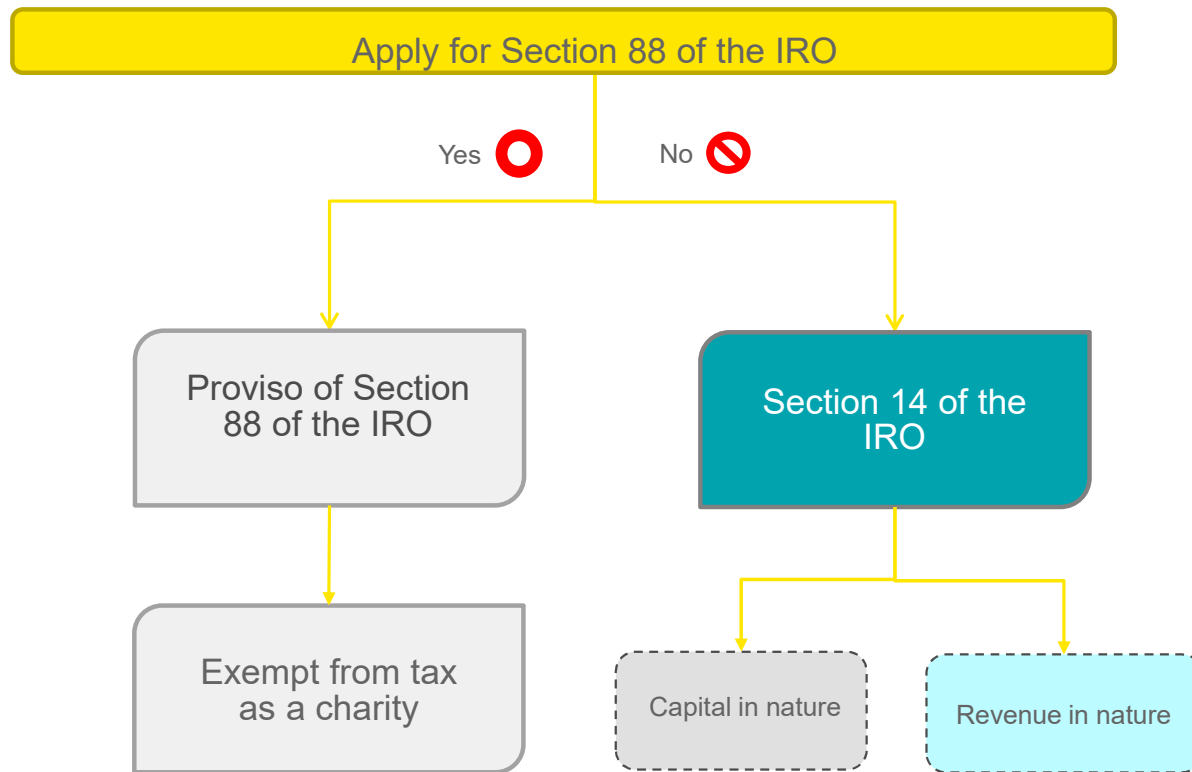 Apply for Section 88 of the IRO
Yes
No
Proviso of Section
88 of the IRO
Section 14 of the
IRO
Exempt from tax
as a charity
Capital in nature
Revenue in nature